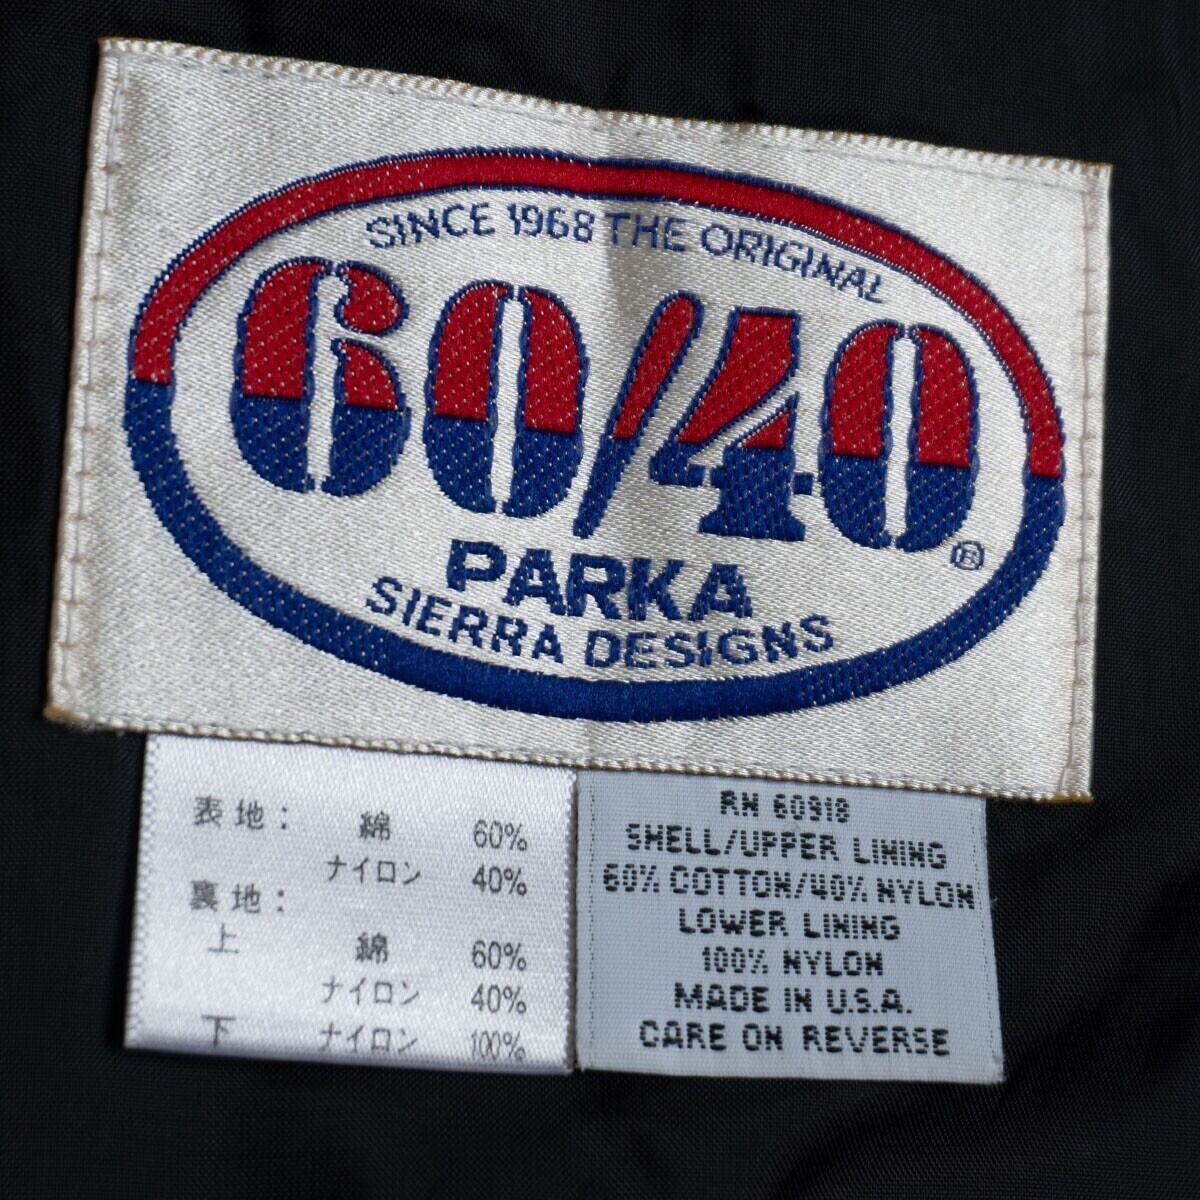 SINCE 1968 THE ORIGINAL
60/40®
PARKA
SIERRA DESIGNS
表地: 綿 60%
ナイロン 40%
裏地:
上 綿 60%
ナイロン 40%
下 ナイロン 100%
RN 60918
SHELL/UPPER LINING
60% COTTON/40% NYLON
LOWER LINING
100% NYLON
MADE IN U.S.A.
CARE ON REVERSE